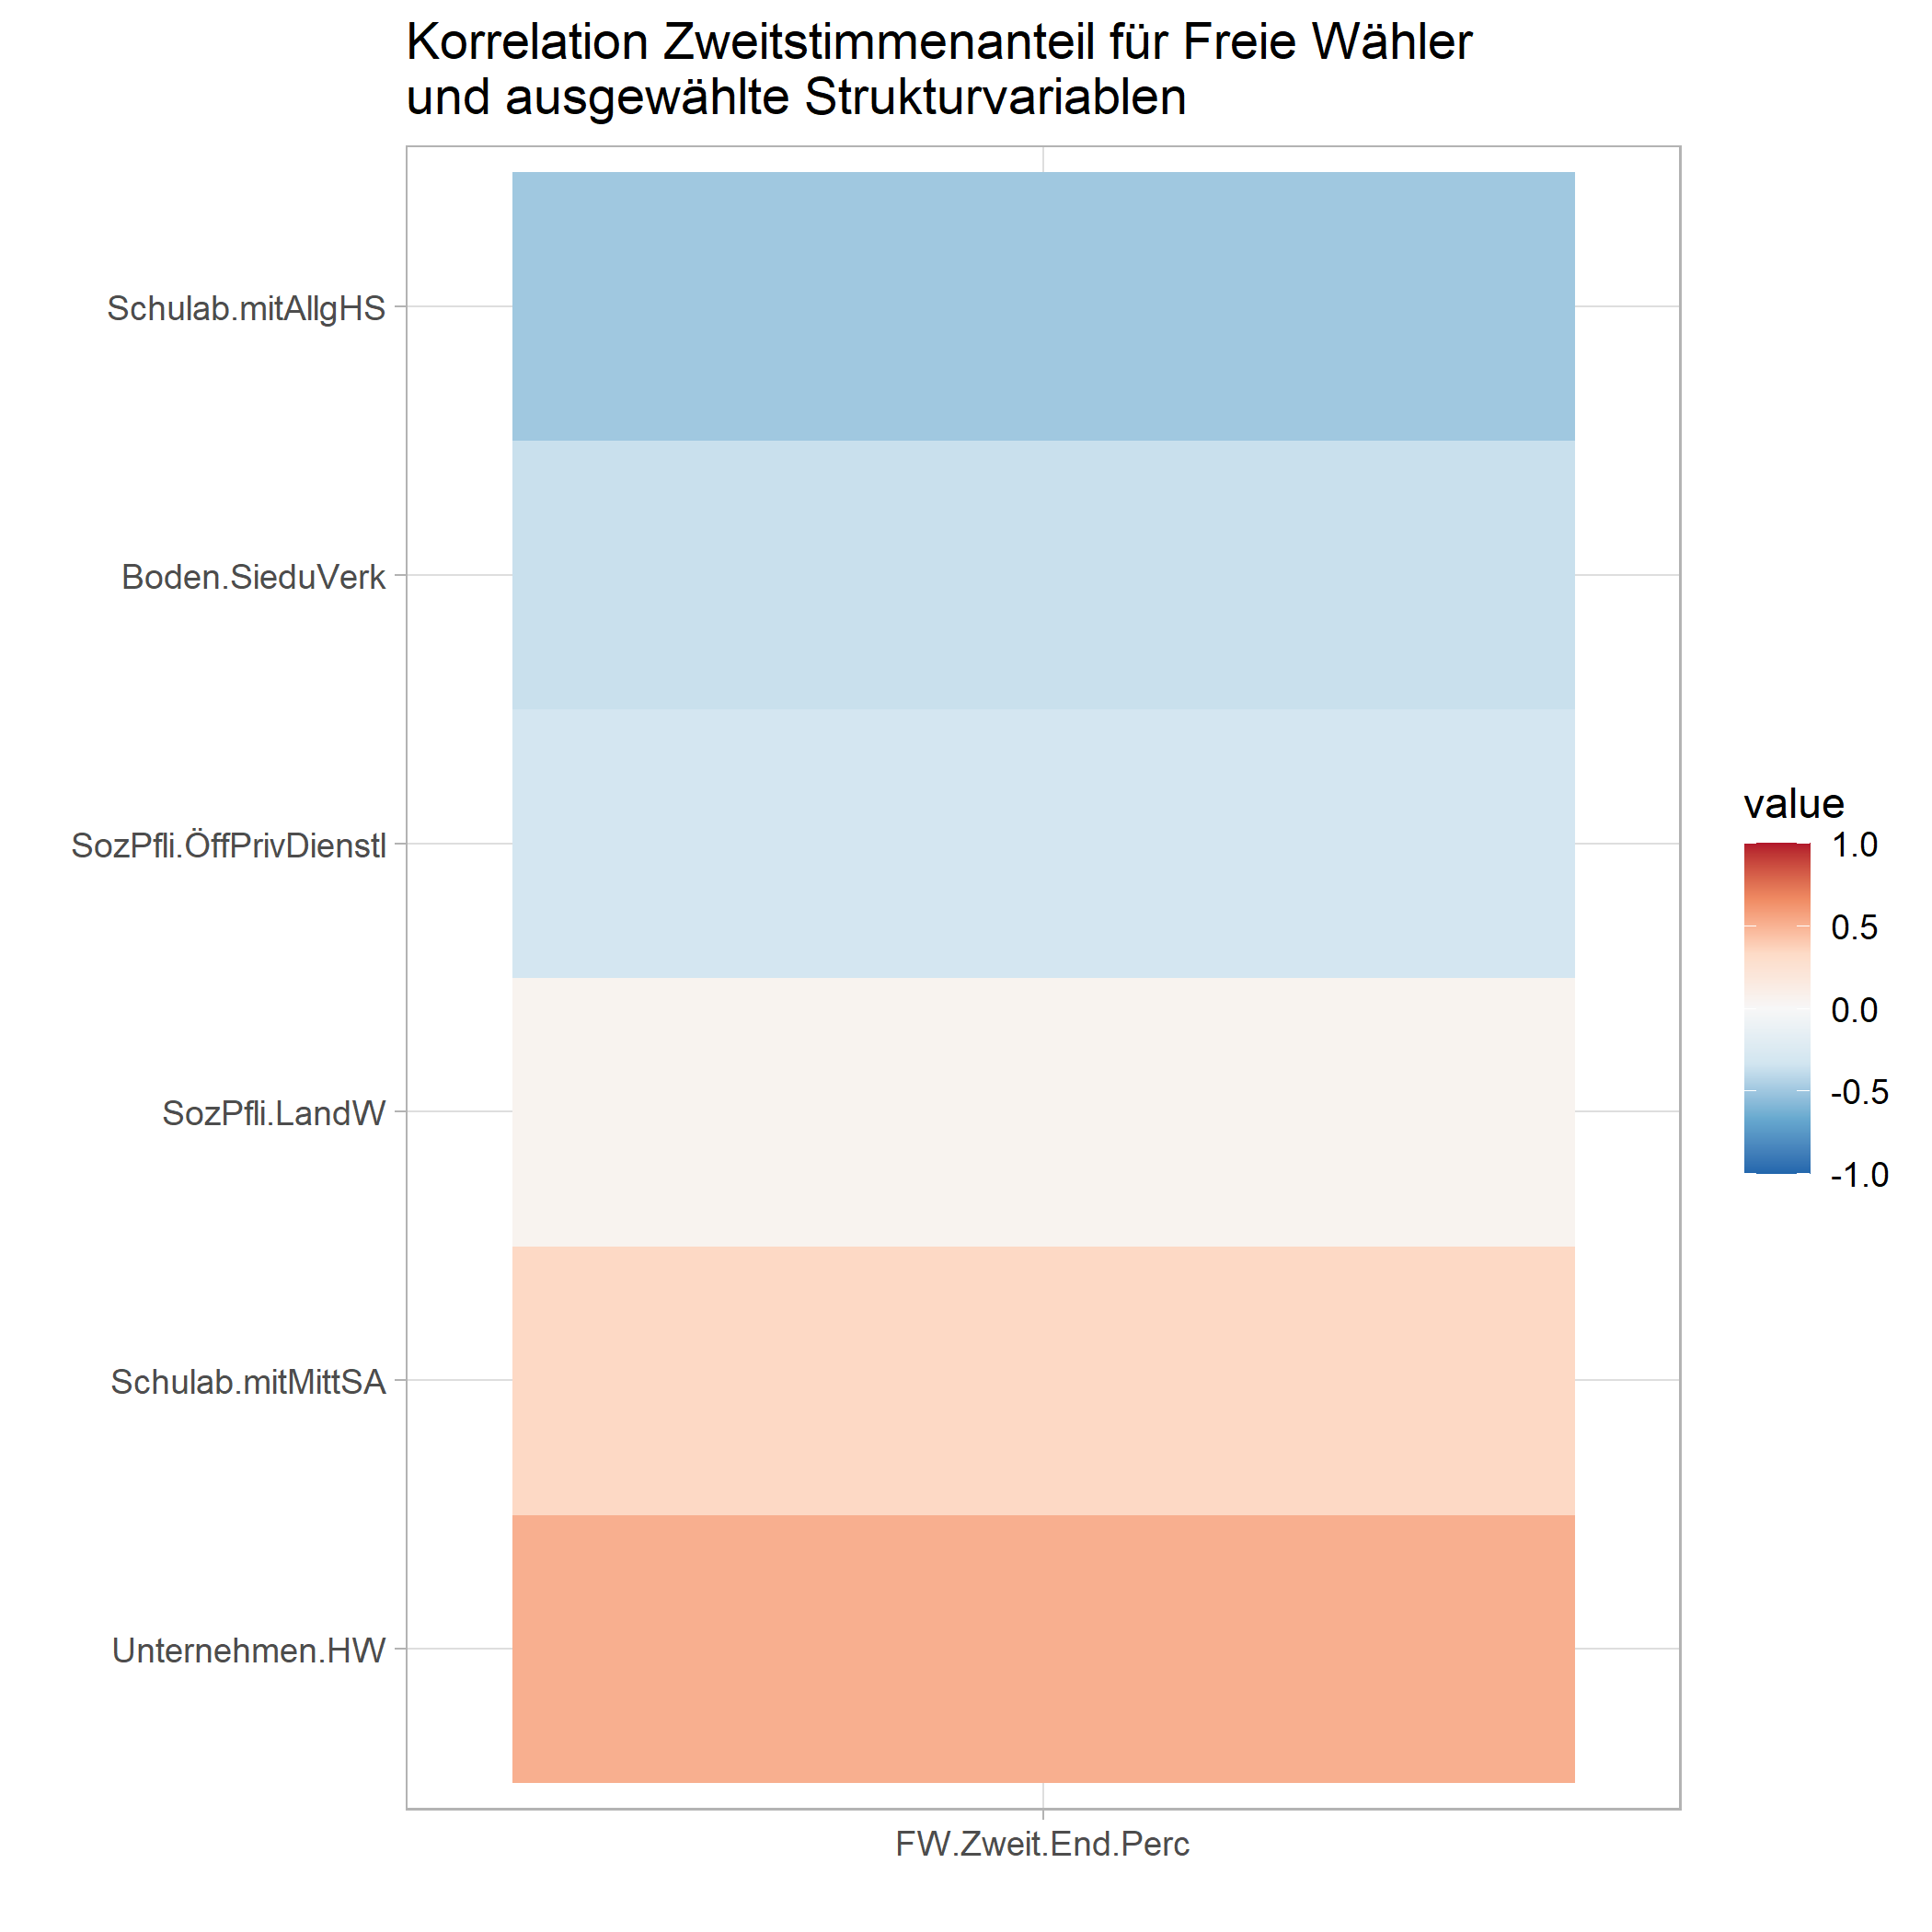 Korrelation Zweitstimmenanteil für Freie Wähler
und ausgewählte Strukturvariablen
Schulab.mitAllgHS
Boden.SieduVerk
SozPfli.ÖffPrivDienstl
SozPfli.LandW
Schulab.mitMittSA
Unternehmen.HW
FW.Zweit.End.Perc
value
1.0
0.5
0.0
-0.5
-1.0